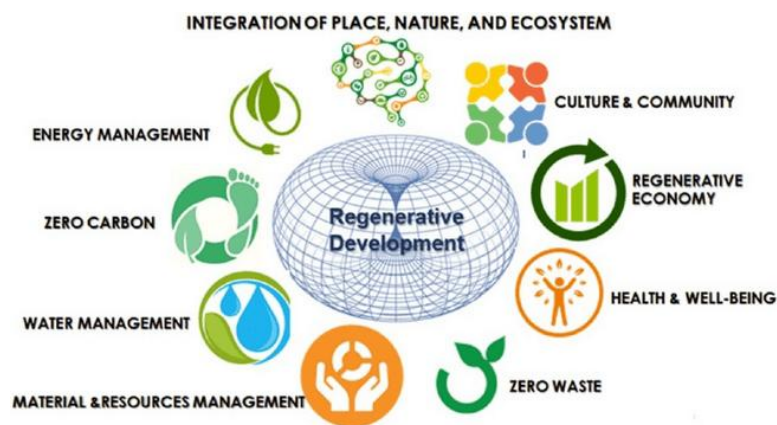 INTEGRATION OF PLACE, NATURE, AND ECOSYSTEM
CULTURE & COMMUNITY
ENERGY MANAGEMENT
REGENERATIVE
ECONOMY
Regenerative
Development
ZERO CARBON
HEALTH & WELL-BEING
WATER MANAGEMENT
ZERO WASTE
MATERIAL &RESOURCES MANAGEMENT